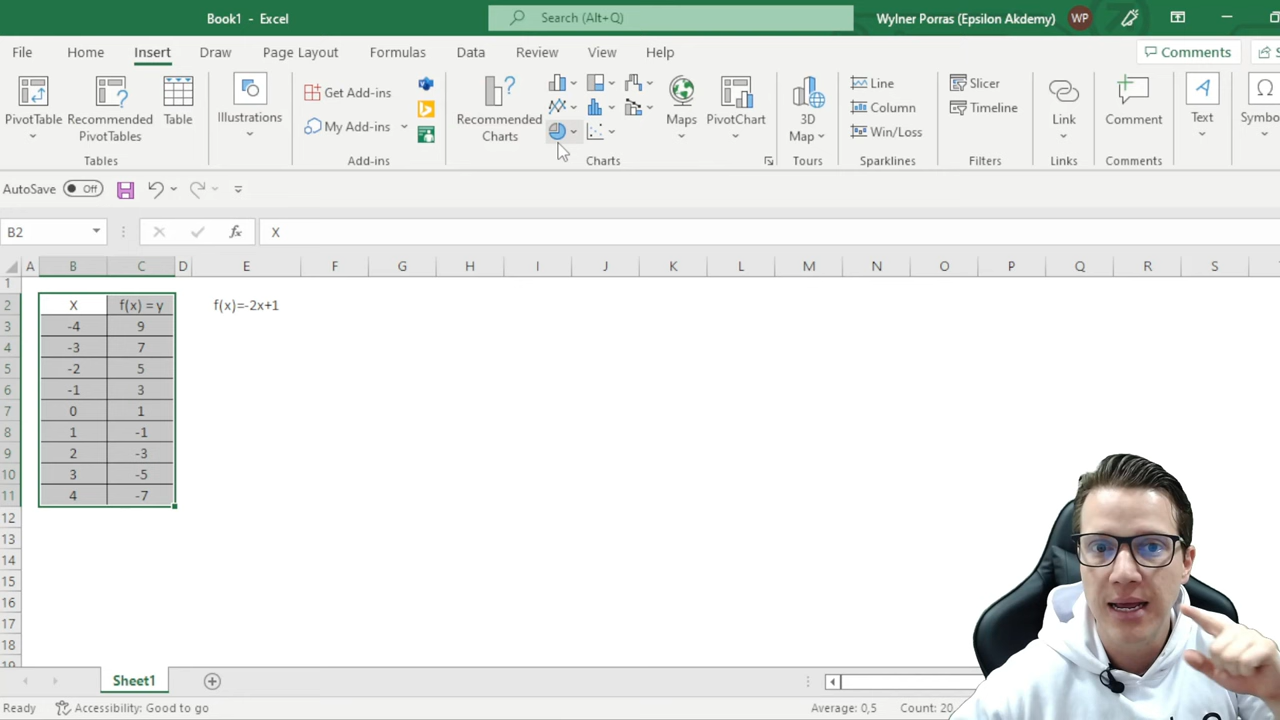 Book1 - Excel
Search (Alt+Q)
Wylner Porras (Epsilon Akdemy)
WP
File
Home
Insert
Draw
Page Layout
Formulas
Data
Review
View
Help
Comments
PivotTable
Recommended
PivotTables
Table
Tables
Illustrations
Get Add-ins
My Add-ins
Add-ins
Recommended
Charts
Maps
PivotChart
Charts
3D
Map
Tours
Line
Column
Win/Loss
Sparklines
Slicer
Timeline
Filters
Link
Links
Comment
Comments
Text
AutoSave
Off
B2
fx
X
A B C D E F G H I J K L M N O P Q R S
1
2 X f(x) = y f(x)=-2x+1
3 -4 9
4 -3 7
5 -2 5
6 -1 3
7 0 1
8 1 -1
9 2 -3
10 3 -5
11 4 -7
12
13
14
15
16
17
18
19
Sheet1
Ready
Accessibility: Good to go
Average: 0,5
Count: 20